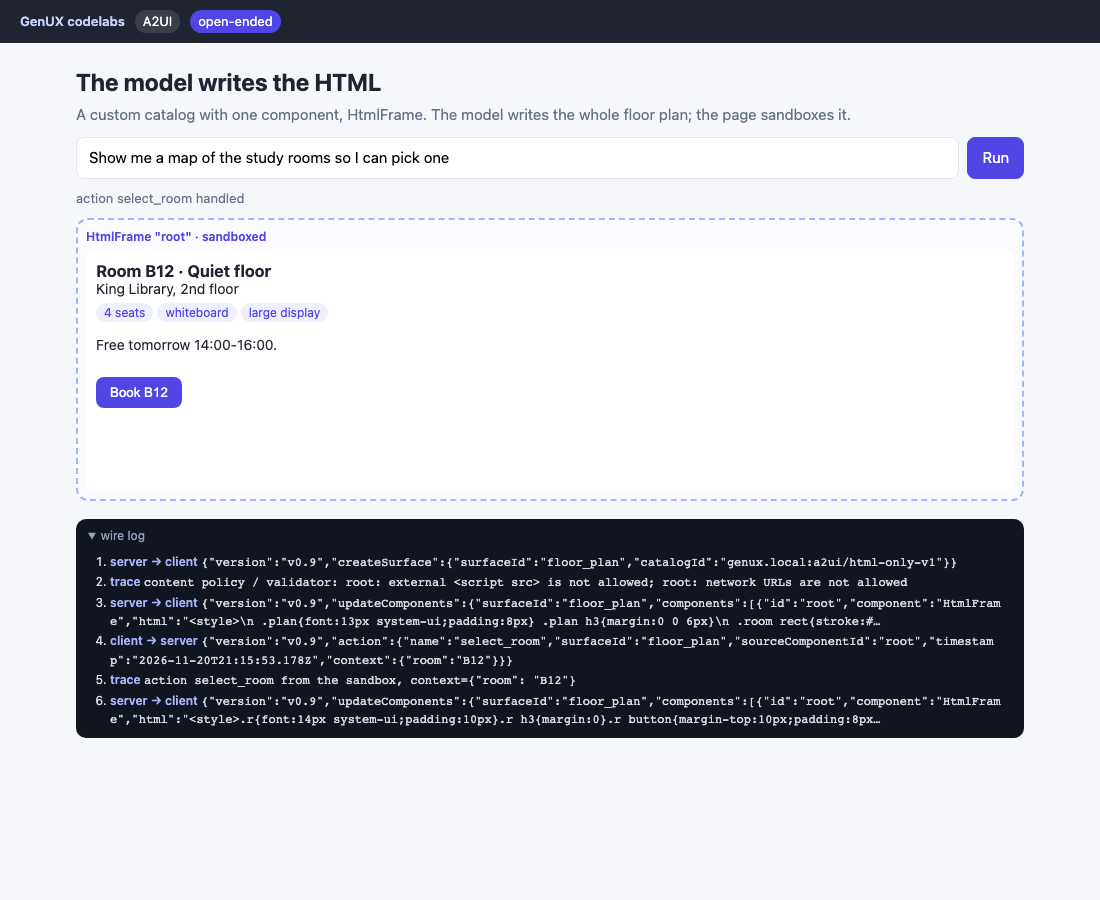 GenUX codelabs A2UI open-ended
The model writes the HTML
A custom catalog with one component, HtmlFrame. The model writes the whole floor plan; the page sandboxes it.
Show me a map of the study rooms so I can pick one Run
action select_room handled
HtmlFrame "root" · sandboxed
Room B12 · Quiet floor
King Library, 2nd floor
4 seats whiteboard large display
Free tomorrow 14:00-16:00.
Book B12
▼ wire log
1. server → client {"version":"v0.9","createSurface":{"surfaceId":"floor_plan","catalogId":"genux.local:a2ui/html-only-v1"}}
2. trace content policy / validator: root: external <script src> is not allowed; root: network URLs are not allowed
3. server → client {"version":"v0.9","updateComponents":{"surfaceId":"floor_plan","components":[{"id":"root","component":"HtmlFram
e","html":"<style>\n .plan{font:13px system-ui;padding:8px} .plan h3{margin:0 0 6px}\n .room rect{stroke:#…
4. client → server {"version":"v0.9","action":{"name":"select_room","surfaceId":"floor_plan","sourceComponentId":"root","timestam
p":"2026-11-20T21:15:53.178Z","context":{"room":"B12"}}}
5. trace action select_room from the sandbox, context={"room": "B12"}
6. server → client {"version":"v0.9","updateComponents":{"surfaceId":"floor_plan","components":[{"id":"root","component":"HtmlFram
e","html":"<style>.r{font:14px system-ui;padding:10px}.r h3{margin:0}.r button{margin-top:10px;padding:8px…